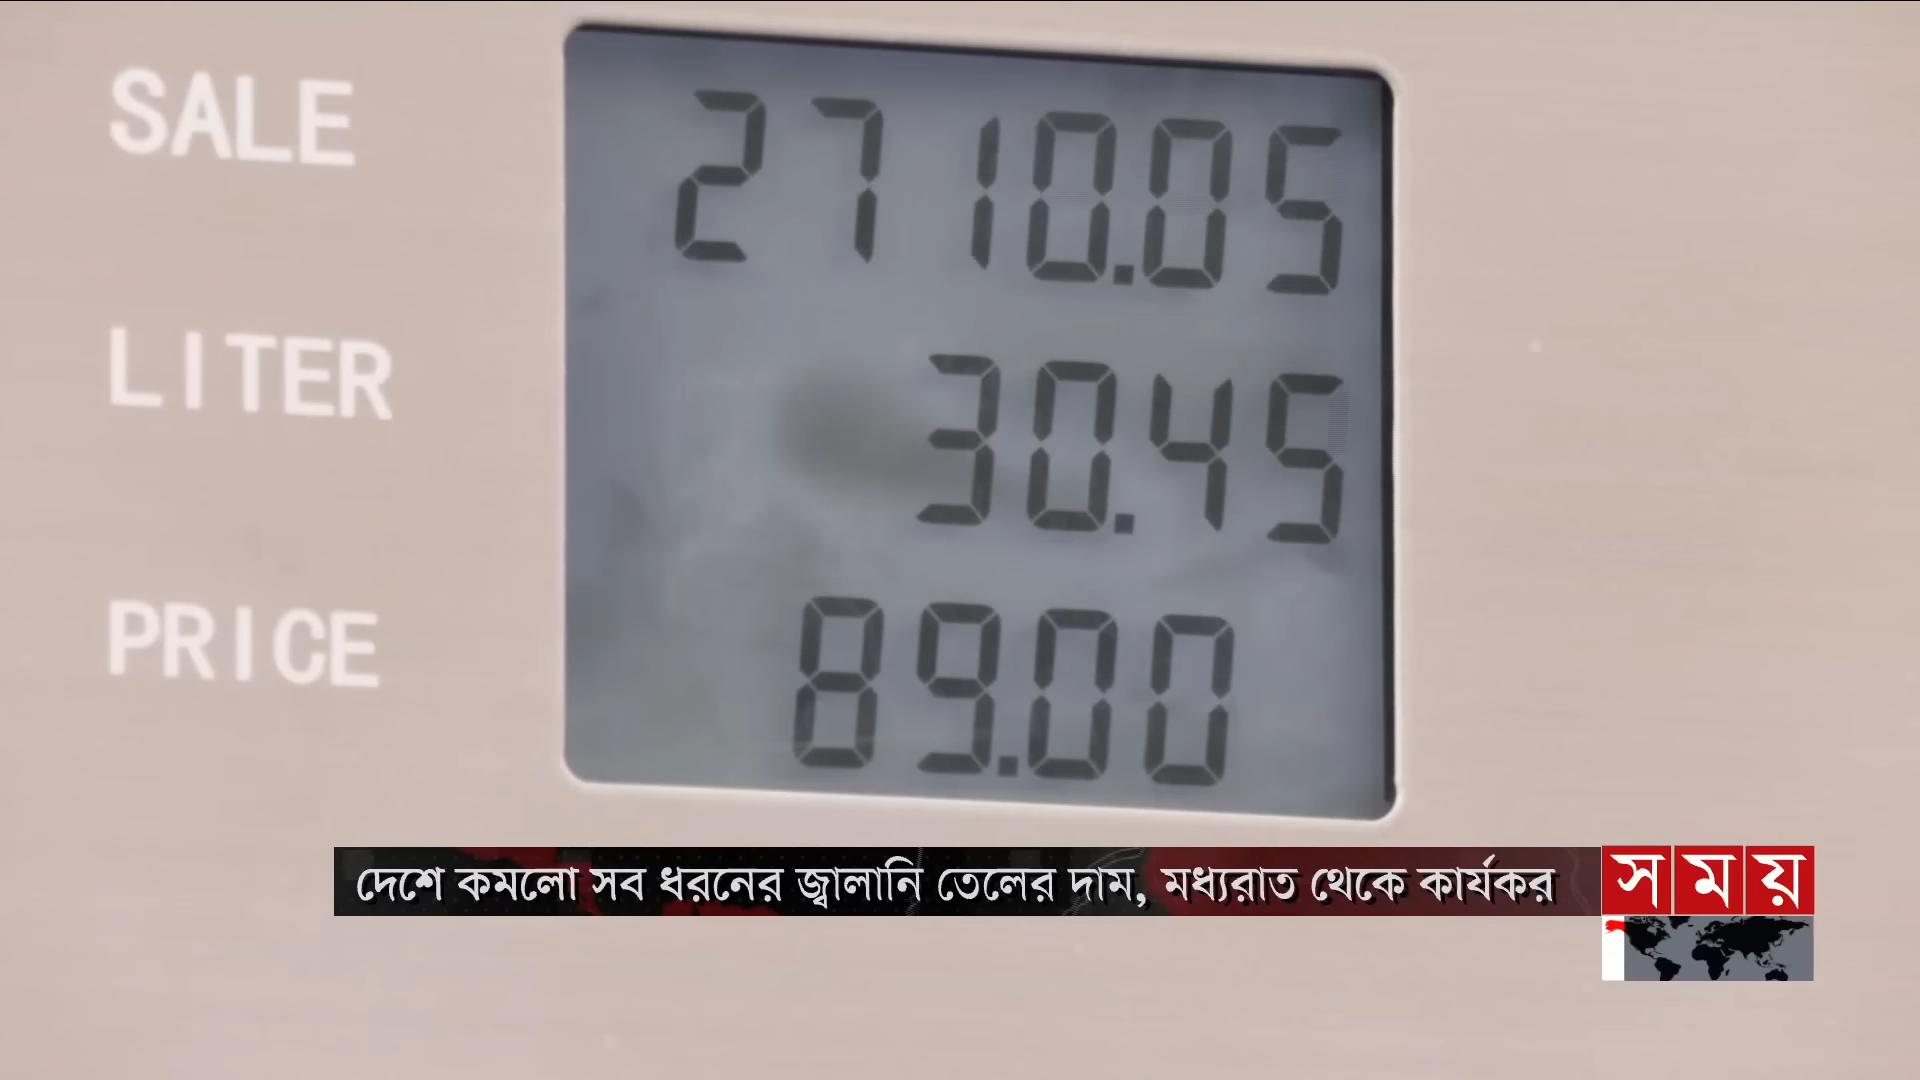 SALE 2710.05
LITER 30.45
PRICE 89.00
দেশে কমলো সব ধরনের জ্বালানি তেলের দাম, মধ্যরাত থেকে কার্যকর
সময়